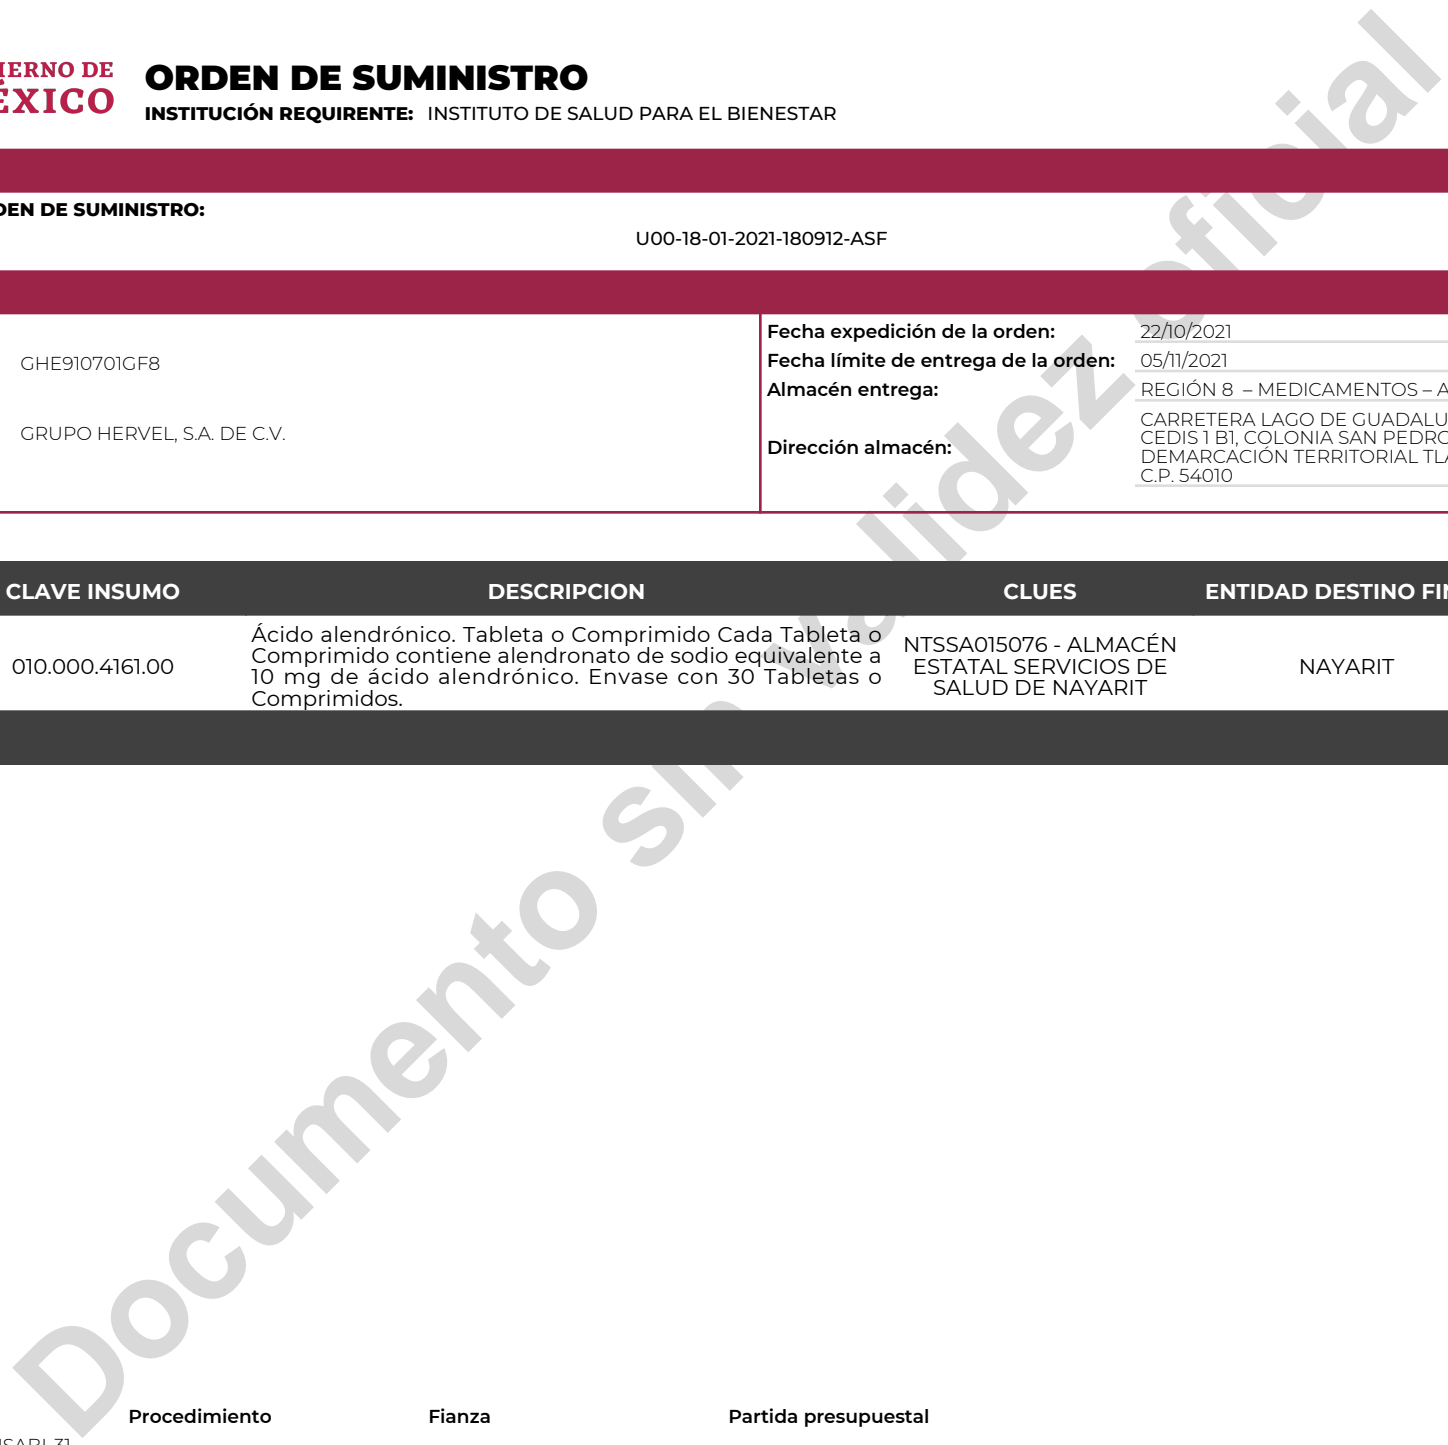 IERNO DE
ÉXICO
ORDEN DE SUMINISTRO
INSTITUCIÓN REQUIRENTE: INSTITUTO DE SALUD PARA EL BIENESTAR
DEN DE SUMINISTRO:
U00-18-01-2021-180912-ASF
GHE910701GF8
GRUPO HERVEL, S.A. DE C.V.
Fecha expedición de la orden: 22/10/2021
Fecha límite de entrega de la orden: 05/11/2021
Almacén entrega: REGIÓN 8 – MEDICAMENTOS – A
Dirección almacén:
CARRETERA LAGO DE GUADALU
CEDIS 1 B1, COLONIA SAN PEDRO
DEMARCACIÓN TERRITORIAL TLA
C.P. 54010
CLAVE INSUMO DESCRIPCION CLUES ENTIDAD DESTINO FIN
010.000.4161.00
Ácido alendrónico. Tableta o Comprimido Cada Tableta o
Comprimido contiene alendronato de sodio equivalente a
10 mg de ácido alendrónico. Envase con 30 Tabletas o
Comprimidos.
NTSSA015076 - ALMACÉN
ESTATAL SERVICIOS DE
SALUD DE NAYARIT
NAYARIT
Documento sin validez oficial
Procedimiento Fianza Partida presupuestal